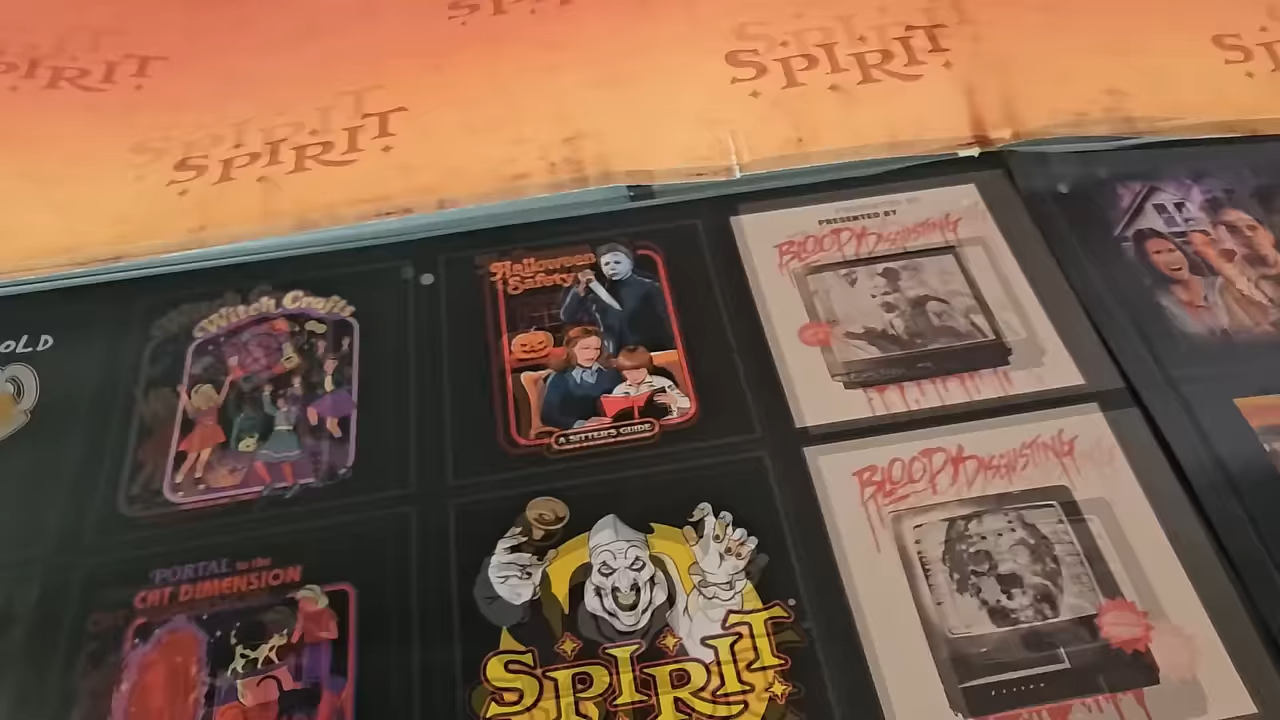 SPIRIT
SPIRIT
SPIRIT
OLD
Witch Crafts
Halloween
Safety
A SITTER'S GUIDE
PRESENTED BY
BLOODY DISGUSTING
PORTAL to the
CAT DIMENSION
SPIRIT
BLOODY DISGUSTING